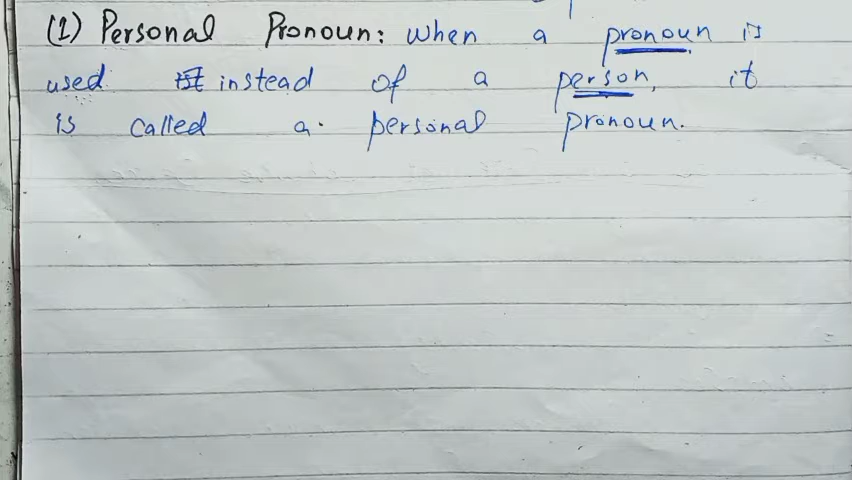 (1) Personal Pronoun: When a pronoun is
used instead of a person, it
is called a personal pronoun.